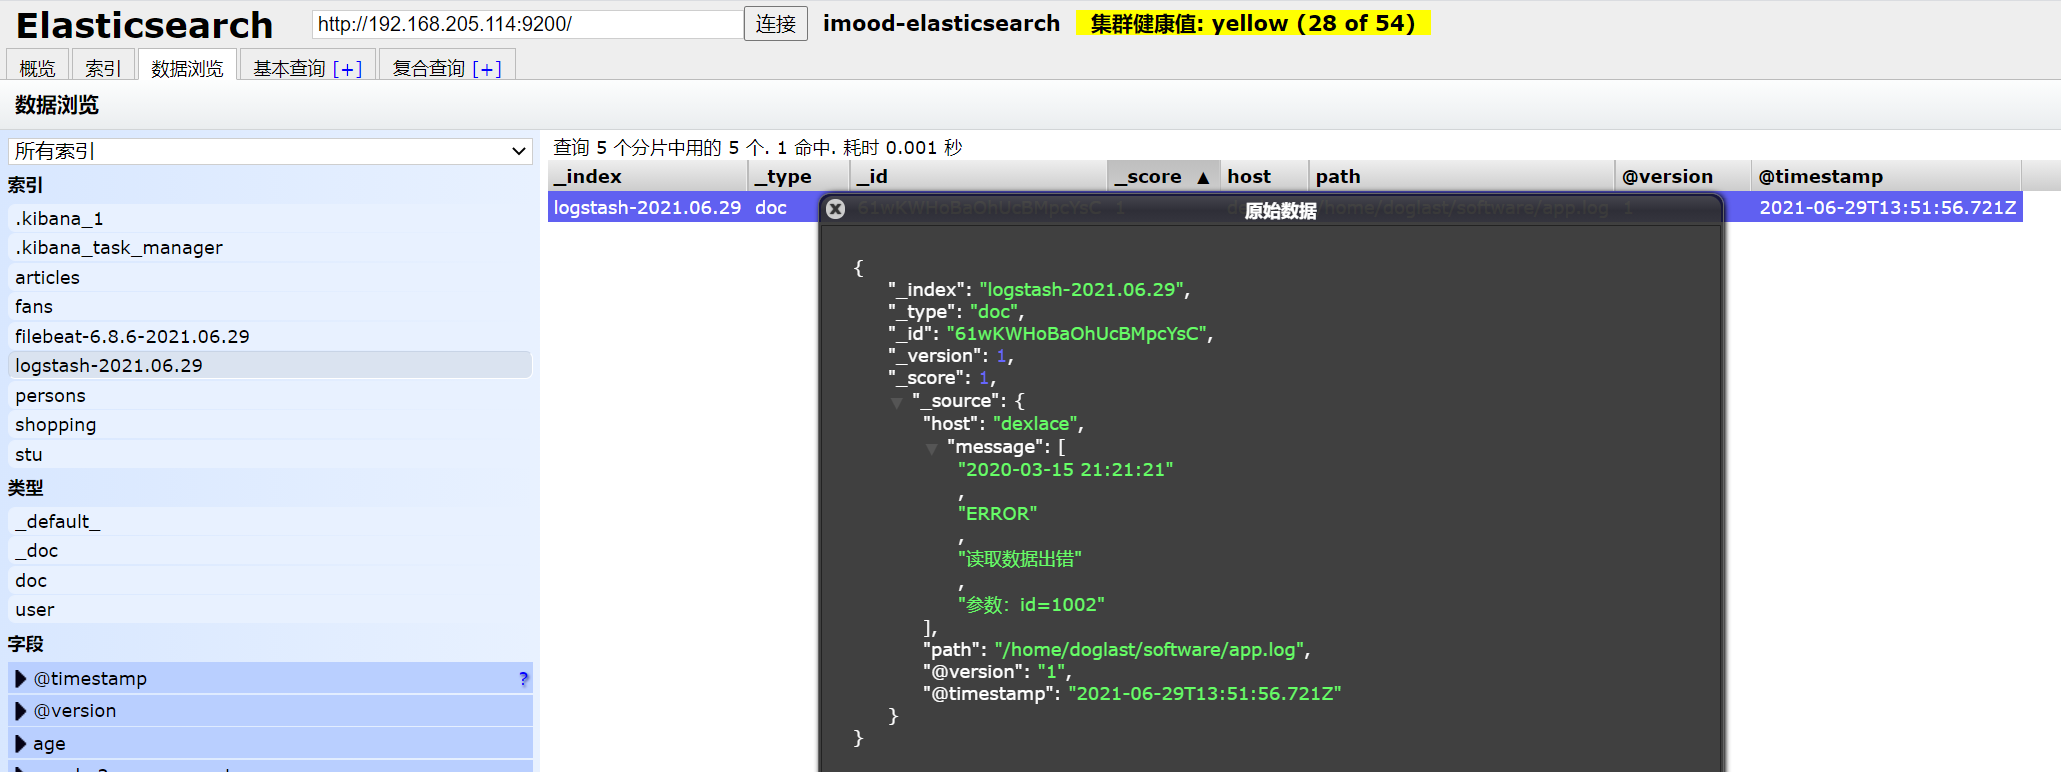 Elasticsearch http://192.168.205.114:9200/ 连接 imood-elasticsearch 集群健康值: yellow (28 of 54)
概览 索引 数据浏览 基本查询 [+] 复合查询 [+]
数据浏览
所有索引
索引
.kibana_1
.kibana_task_manager
articles
fans
filebeat-6.8.6-2021.06.29
logstash-2021.06.29
persons
shopping
stu
类型
_default_
_doc
doc
user
字段
@timestamp ?
@version
age
查询 5 个分片中用的 5 个. 1 命中. 耗时 0.001 秒
_index _type _id _score ▲ host path @version @timestamp
logstash-2021.06.29 doc 61wKWHoBaOhUcBMpcYsC 1 /home/doglast/software/app.log 1 2021-06-29T13:51:56.721Z
原始数据
{
"_index": "logstash-2021.06.29",
"_type": "doc",
"_id": "61wKWHoBaOhUcBMpcYsC",
"_version": 1,
"_score": 1,
"_source": {
"host": "dexlace",
"message": [
"2020-03-15 21:21:21"
,
"ERROR"
,
"读取数据出错"
,
"参数：id=1002"
],
"path": "/home/doglast/software/app.log",
"@version": "1",
"@timestamp": "2021-06-29T13:51:56.721Z"
}
}